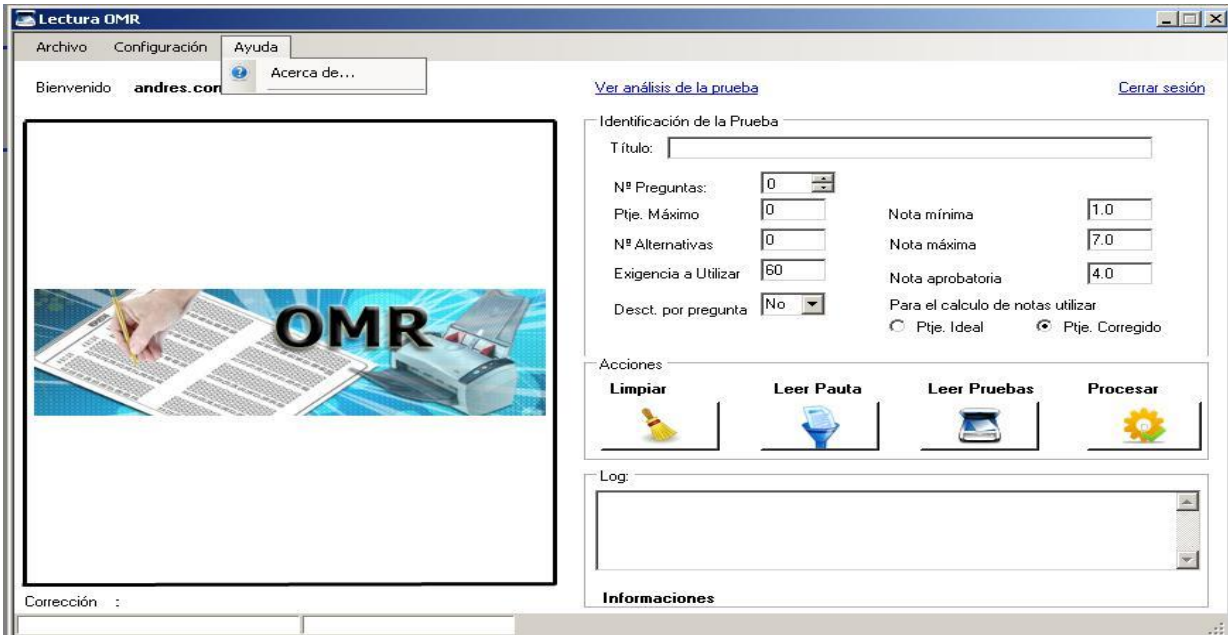 Lectura OMR
Archivo Configuración Ayuda
Acerca de...
Bienvenido andres.con
Ver análisis de la prueba
Cerrar sesión
OMR
Identificación de la Prueba
Título:
Nº Preguntas: 0
Ptje. Máximo 0 Nota mínima 1.0
Nº Alternativas 0 Nota máxima 7.0
Exigencia a Utilizar 60 Nota aprobatoria 4.0
Desct. por pregunta No Para el calculo de notas utilizar
Ptje. Ideal Ptje. Corregido
Acciones
Limpiar Leer Pauta Leer Pruebas Procesar
Log:
Informaciones
Corrección :